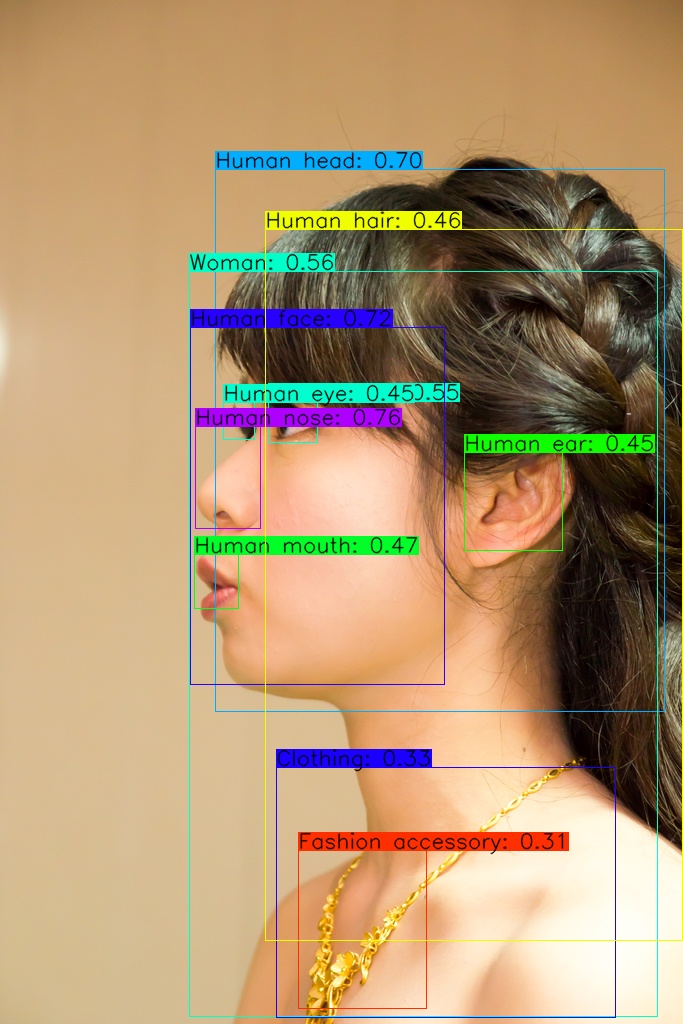 Human head: 0.70
Human hair: 0.46
Woman: 0.56
Human face: 0.72
Human eye: 0.45
0.55
Human nose: 0.76
Human ear: 0.45
Human mouth: 0.47
Clothing: 0.33
Fashion accessory: 0.31